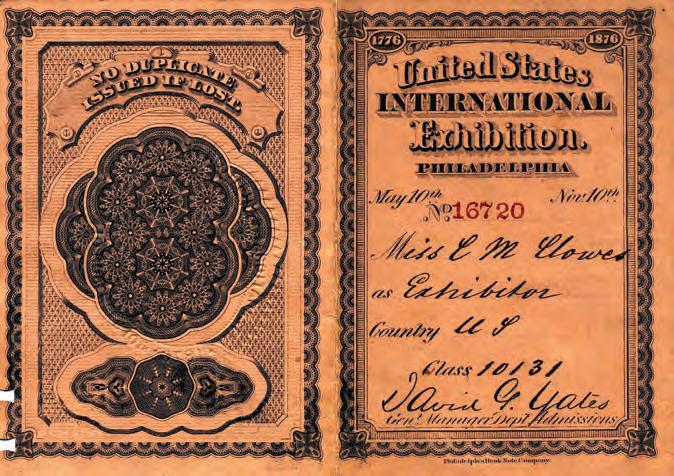 NO DUPLICATE
ISSUED IF LOST.
1776 1876
United States
INTERNATIONAL
Exhibition.
PHILADELPHIA
May 10th Nov 10th
No 16720
Miss C M Clowes
as Exhibitor
Country U S
Class 10131
David G. Yates
Gen. Manager Dept. Admissions
Philadelphia Bank Note Company.